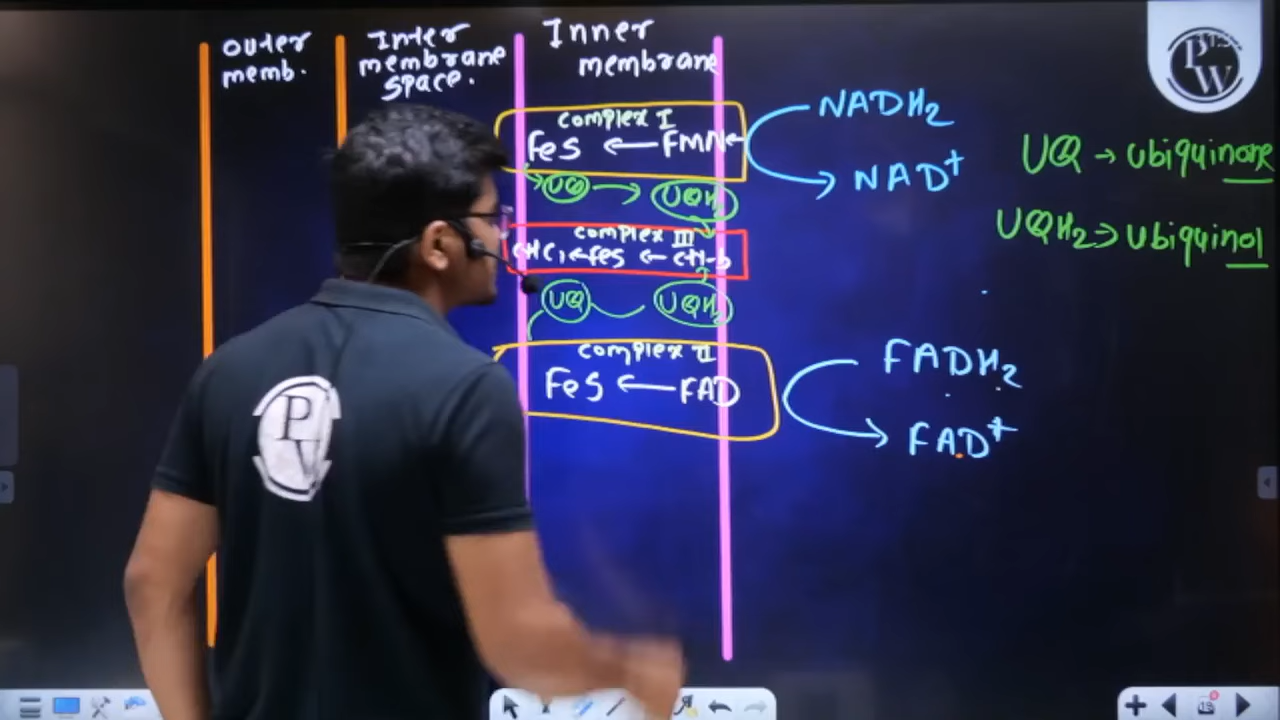 Outer
memb.
Inter
membrane
space.
Inner
membrane
Complex I
FeS ← FMN ←
UQ → UQH2
Complex III
cytC1 ← FeS ← cyt-b
UQ UQH2
Complex II
FeS ← FAD
NADH2
NAD+
FADH2
FAD+
UQ → Ubiquinone
UQH2 → Ubiquinol
PW
P
19